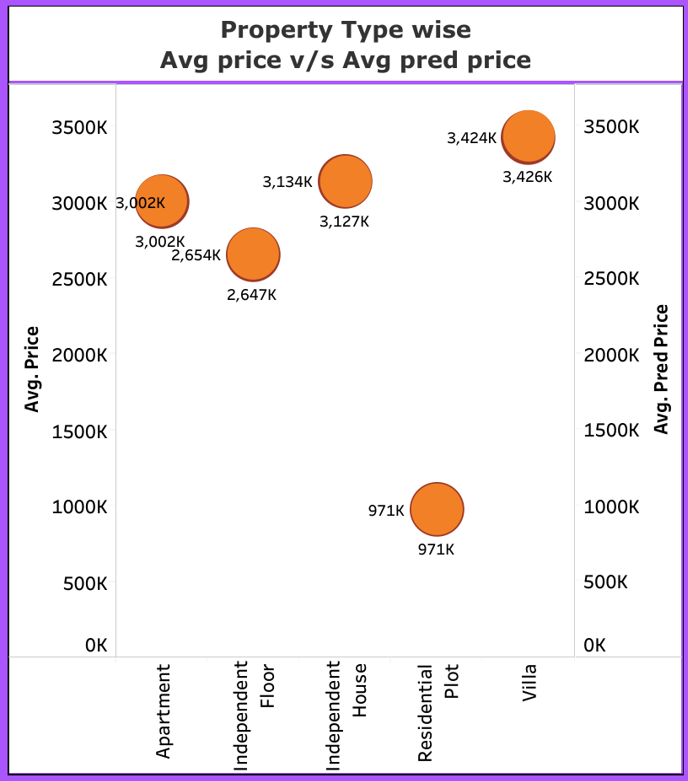 Property Type wise
Avg price v/s Avg pred price
Avg. Price
3500K
3000K
2500K
2000K
1500K
1000K
500K
0K
3,002K
3,002K
2,654K
2,647K
3,134K
3,127K
971K
971K
3,424K
3,426K
3500K
3000K
2500K
2000K
1500K
1000K
500K
0K
Avg. Pred Price
Apartment
Independent
Floor
Independent
House
Residential
Plot
Villa